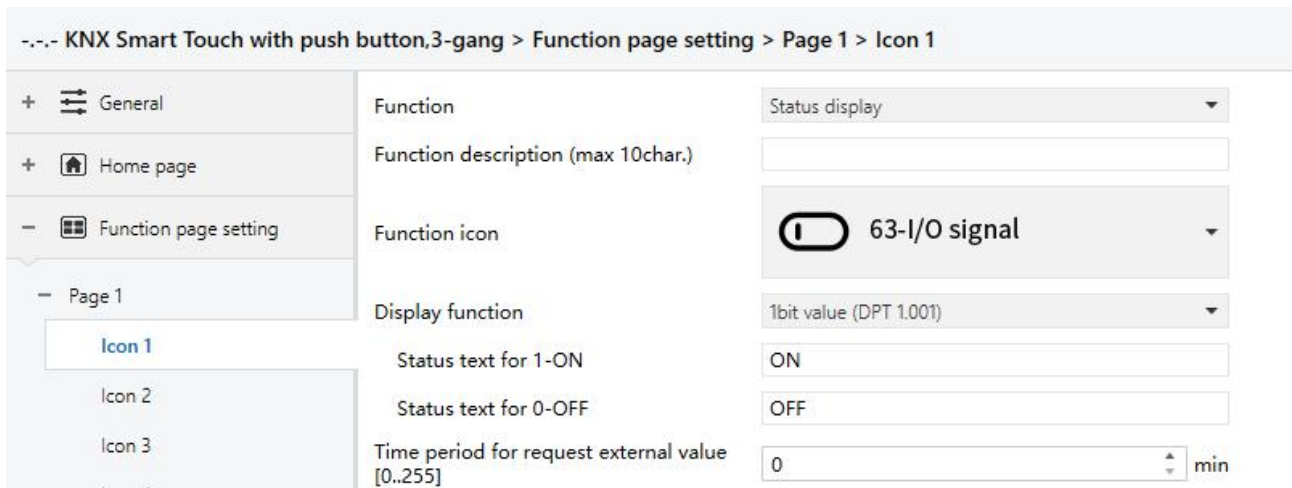 -.-.- KNX Smart Touch with push button,3-gang > Function page setting > Page 1 > Icon 1
+ General
+ Home page
− Function page setting
− Page 1
Icon 1
Icon 2
Icon 3
Function
Status display
Function description (max 10char.)
Function icon
63-I/O signal
Display function
1bit value (DPT 1.001)
Status text for 1-ON
ON
Status text for 0-OFF
OFF
Time period for request external value
[0..255]
0
min